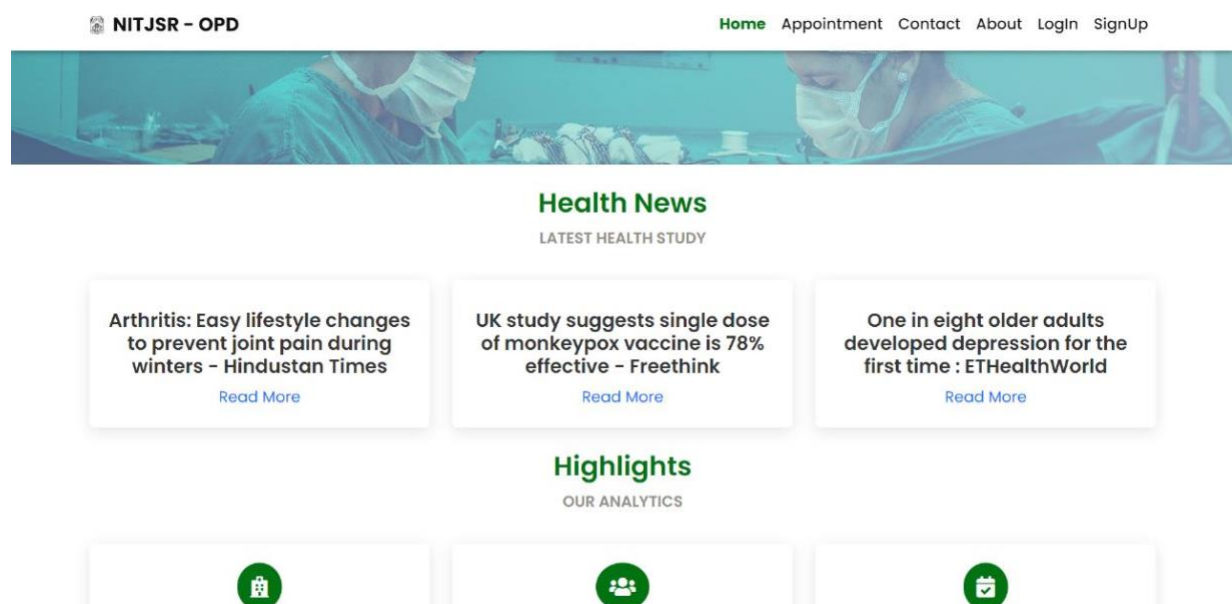 NITJSR - OPD
Home Appointment Contact About LogIn SignUp
Health News
LATEST HEALTH STUDY
Arthritis: Easy lifestyle changes
to prevent joint pain during
winters - Hindustan Times
Read More
UK study suggests single dose
of monkeypox vaccine is 78%
effective - Freethink
Read More
One in eight older adults
developed depression for the
first time : ETHealthWorld
Read More
Highlights
OUR ANALYTICS